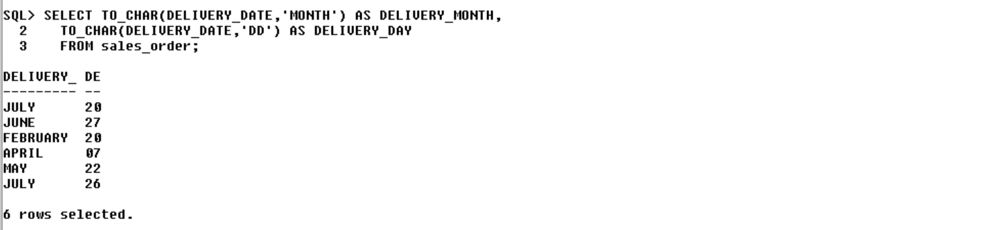 SQL> SELECT TO_CHAR(DELIVERY_DATE,'MONTH') AS DELIVERY_MONTH,
  2    TO_CHAR(DELIVERY_DATE,'DD') AS DELIVERY_DAY
  3    FROM sales_order;
DELIVERY_ DE
--------- --
JULY      20
JUNE      27
FEBRUARY  20
APRIL     07
MAY       22
JULY      26
6 rows selected.